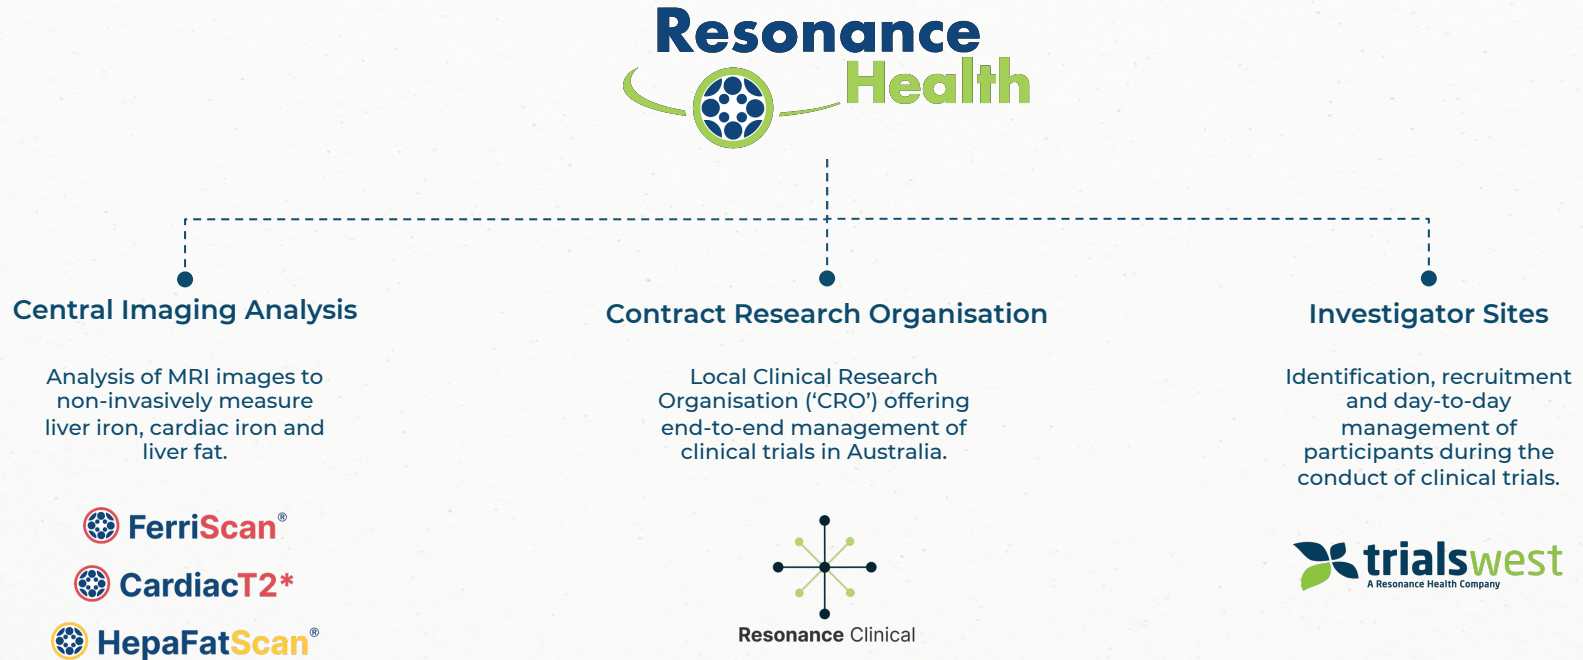 Resonance
Health
Central Imaging Analysis
Analysis of MRI images to
non-invasively measure
liver iron, cardiac iron and
liver fat.
FerriScan®
CardiacT2*
HepaFatScan®
Contract Research Organisation
Local Clinical Research
Organisation (‘CRO’) offering
end-to-end management of
clinical trials in Australia.
Resonance Clinical
Investigator Sites
Identification, recruitment
and day-to-day
management of
participants during the
conduct of clinical trials.
trialswest
A Resonance Health Company